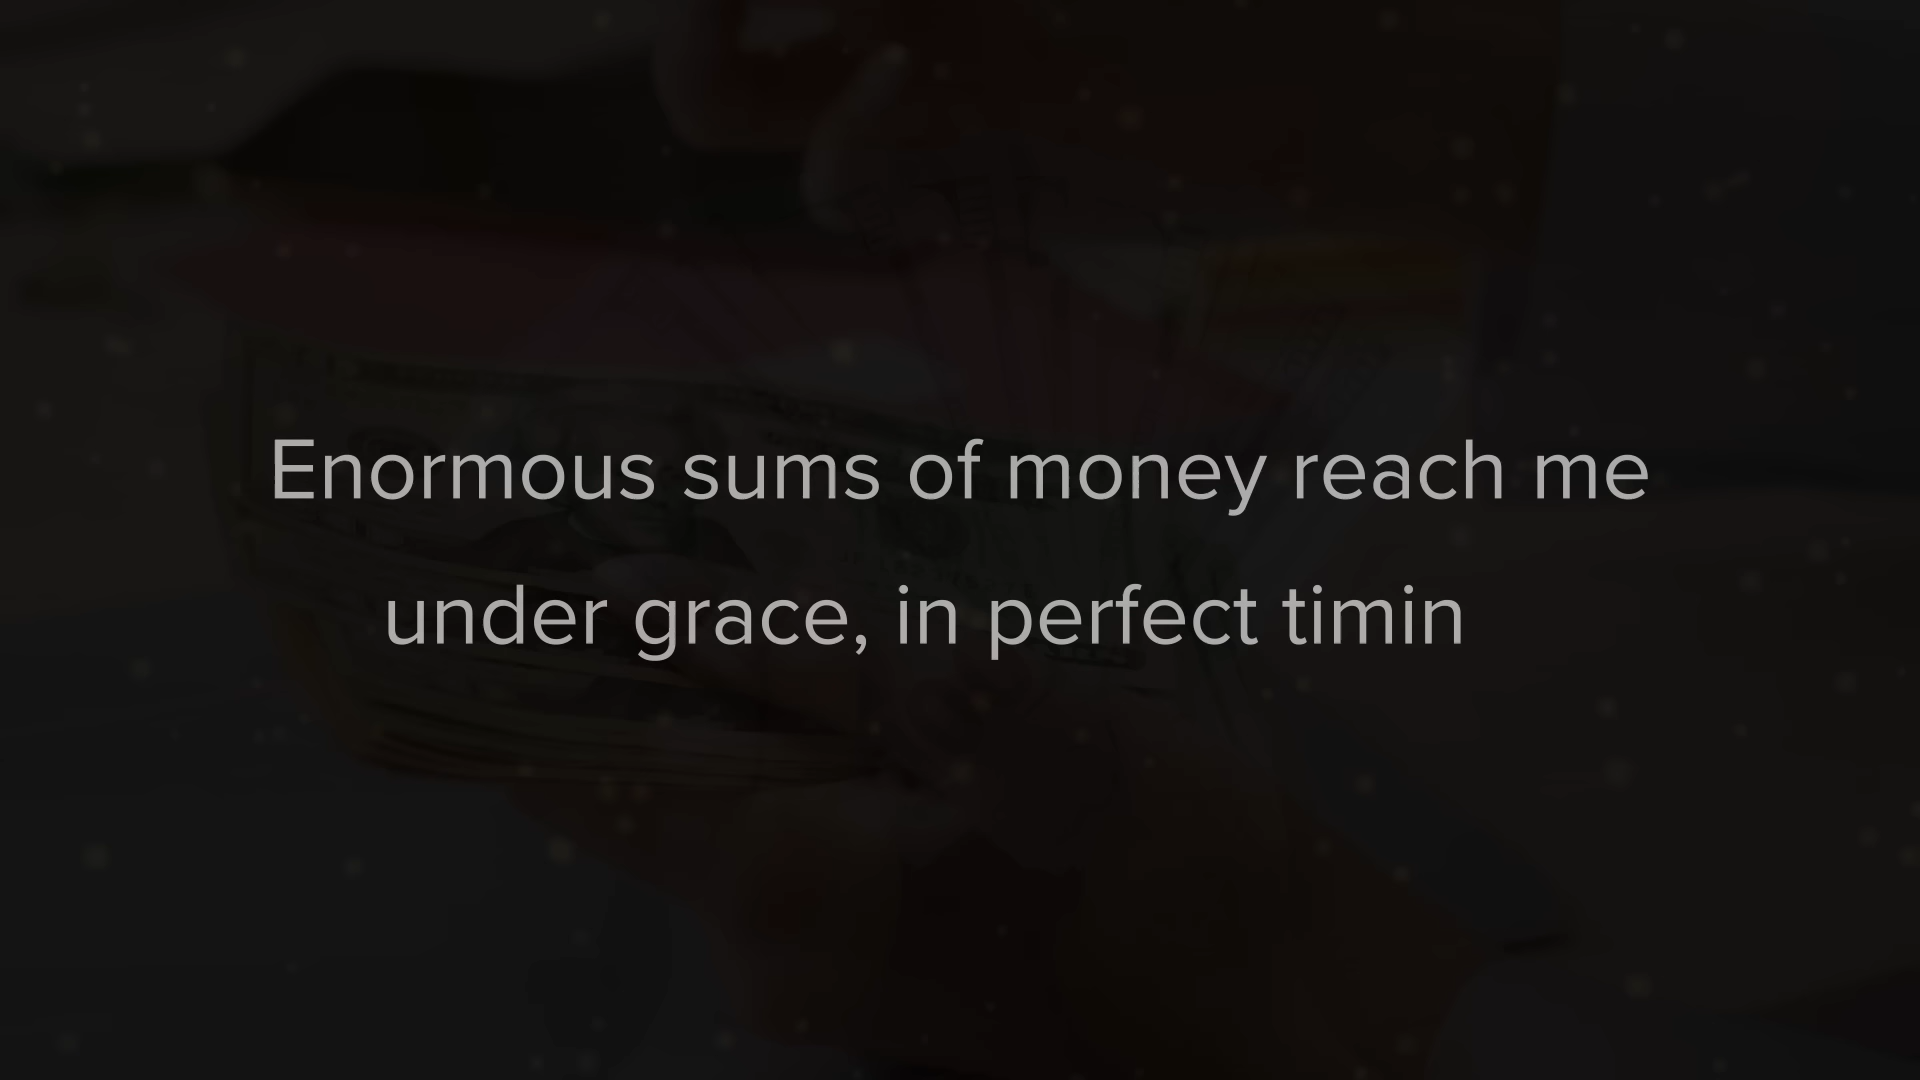 Enormous sums of money reach me
under grace, in perfect timin